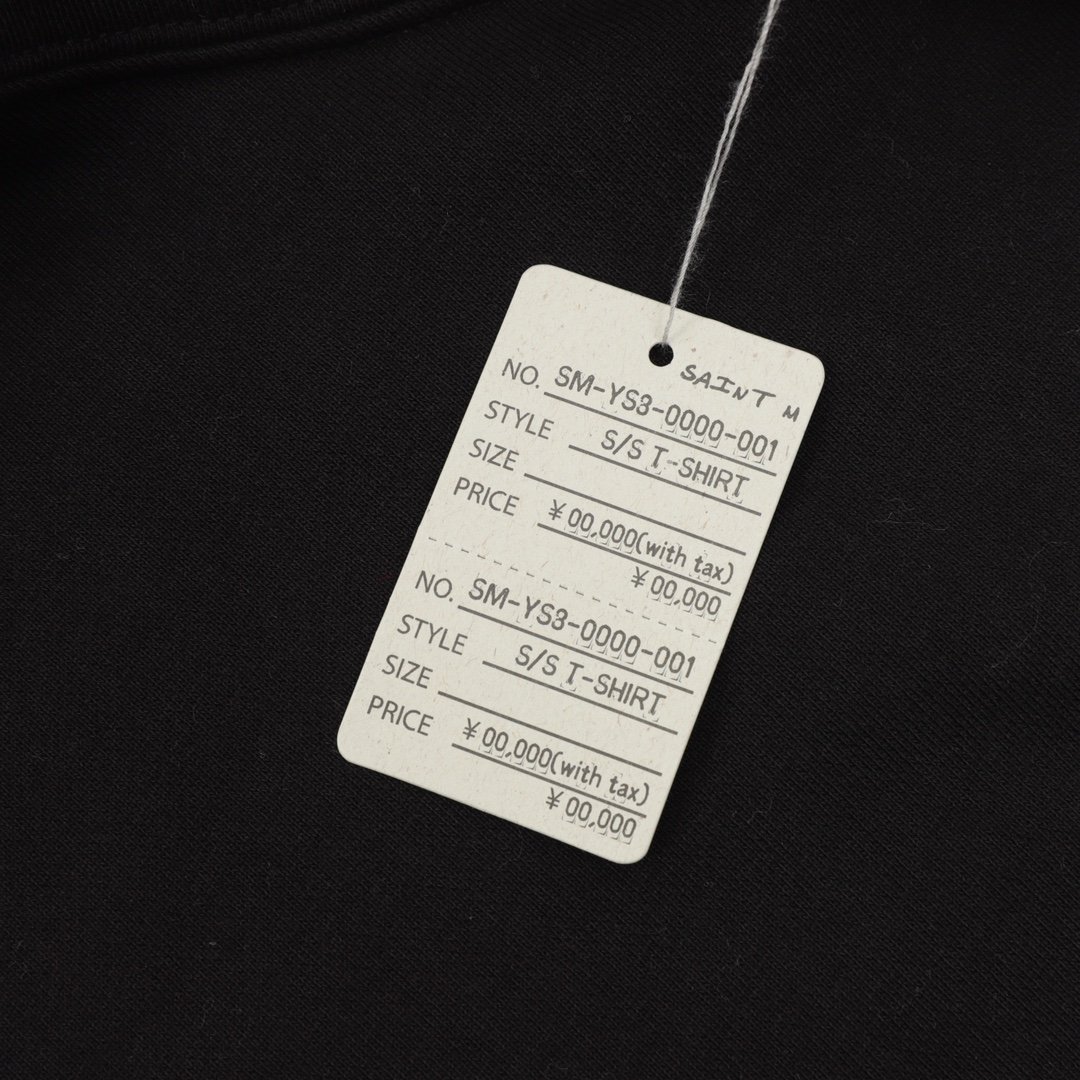 SAINT M
NO. SM-YS3-0000-001
STYLE S/S T-SHIRT
SIZE
PRICE ¥00,000(with tax)
¥00,000
NO. SM-YS3-0000-001
STYLE S/S T-SHIRT
SIZE
PRICE ¥00,000(with tax)
¥00,000